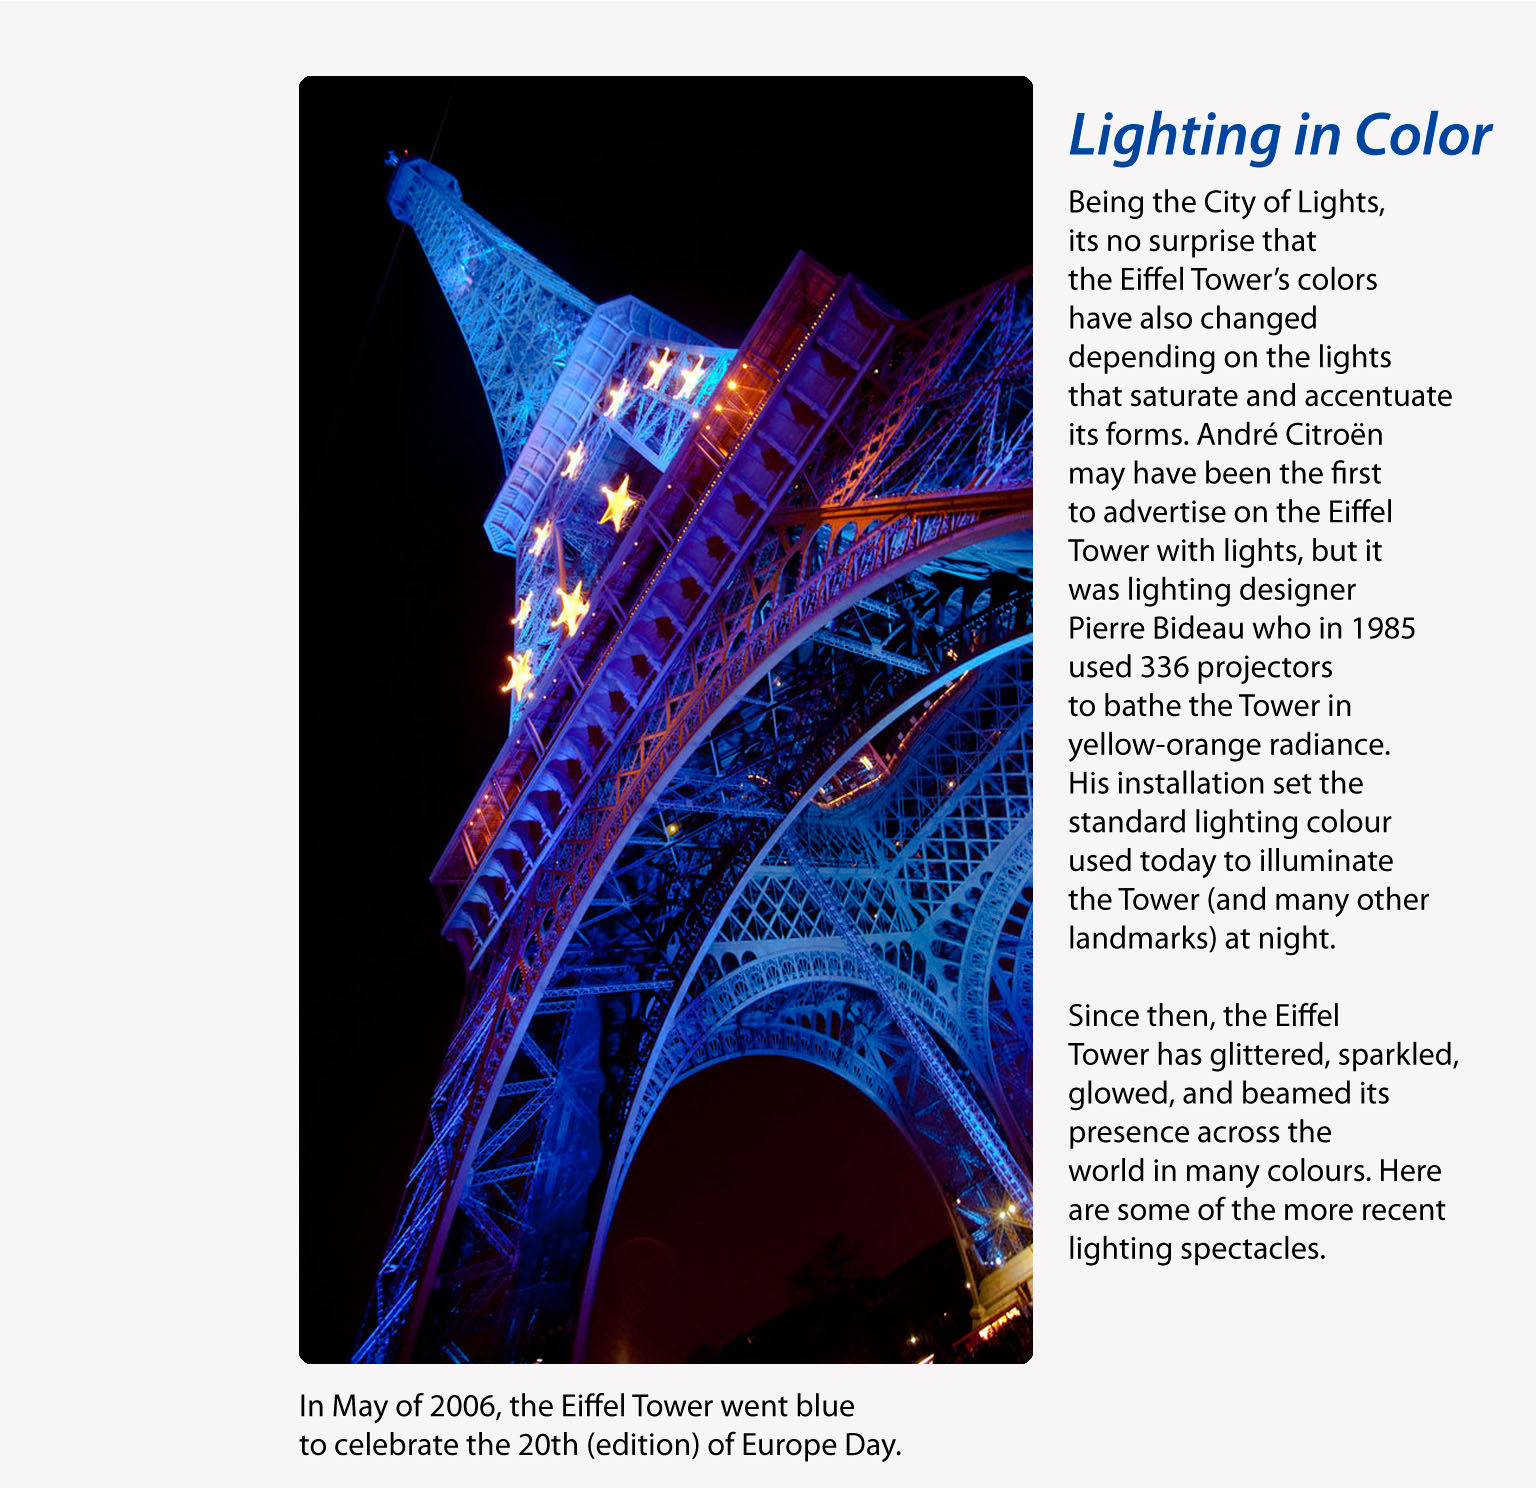 Lighting in Color
Being the City of Lights,
its no surprise that
the Eiffel Tower’s colors
have also changed
depending on the lights
that saturate and accentuate
its forms. André Citroën
may have been the first
to advertise on the Eiffel
Tower with lights, but it
was lighting designer
Pierre Bideau who in 1985
used 336 projectors
to bathe the Tower in
yellow-orange radiance.
His installation set the
standard lighting colour
used today to illuminate
the Tower (and many other
landmarks) at night.
Since then, the Eiffel
Tower has glittered, sparkled,
glowed, and beamed its
presence across the
world in many colours. Here
are some of the more recent
lighting spectacles.
In May of 2006, the Eiffel Tower went blue
to celebrate the 20th (edition) of Europe Day.